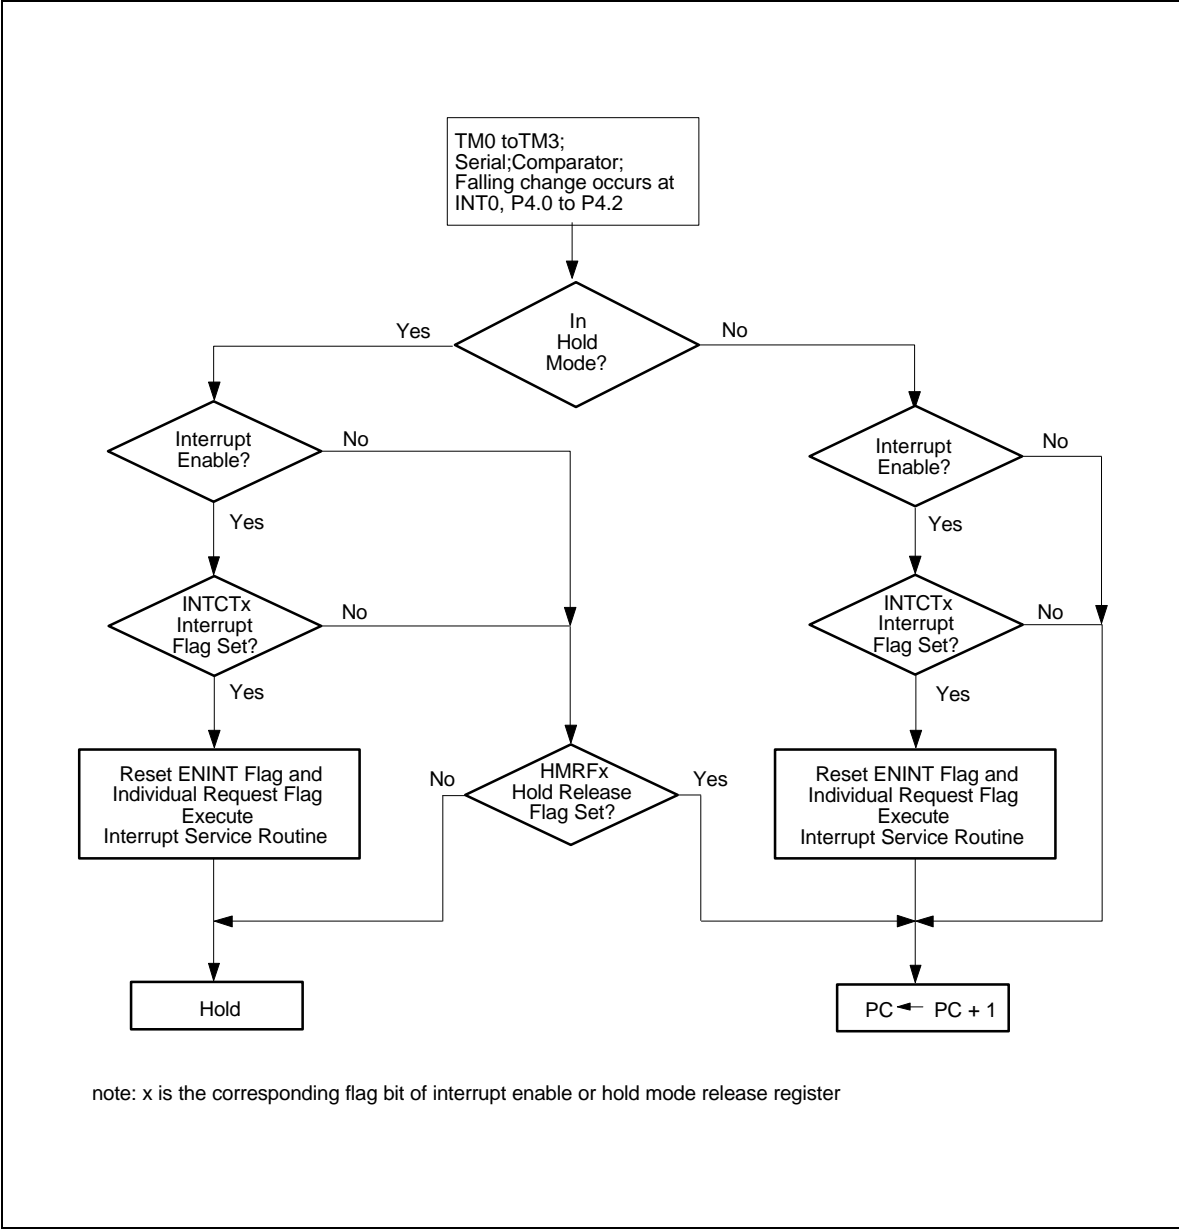 TM0 toTM3;
Serial;Comparator;
Falling change occurs at
INT0, P4.0 to P4.2
In
Hold
Mode?
Yes
No
Interrupt
Enable?
No
Yes
Interrupt
Enable?
No
Yes
INTCTx
Interrupt
Flag Set?
No
Yes
INTCTx
Interrupt
Flag Set?
No
Yes
Reset ENINT Flag and
Individual Request Flag
Execute
Interrupt Service Routine
No
HMRFx
Hold Release
Flag Set?
Yes
Reset ENINT Flag and
Individual Request Flag
Execute
Interrupt Service Routine
Hold
PC ← PC + 1
note: x is the corresponding flag bit of interrupt enable or hold mode release register